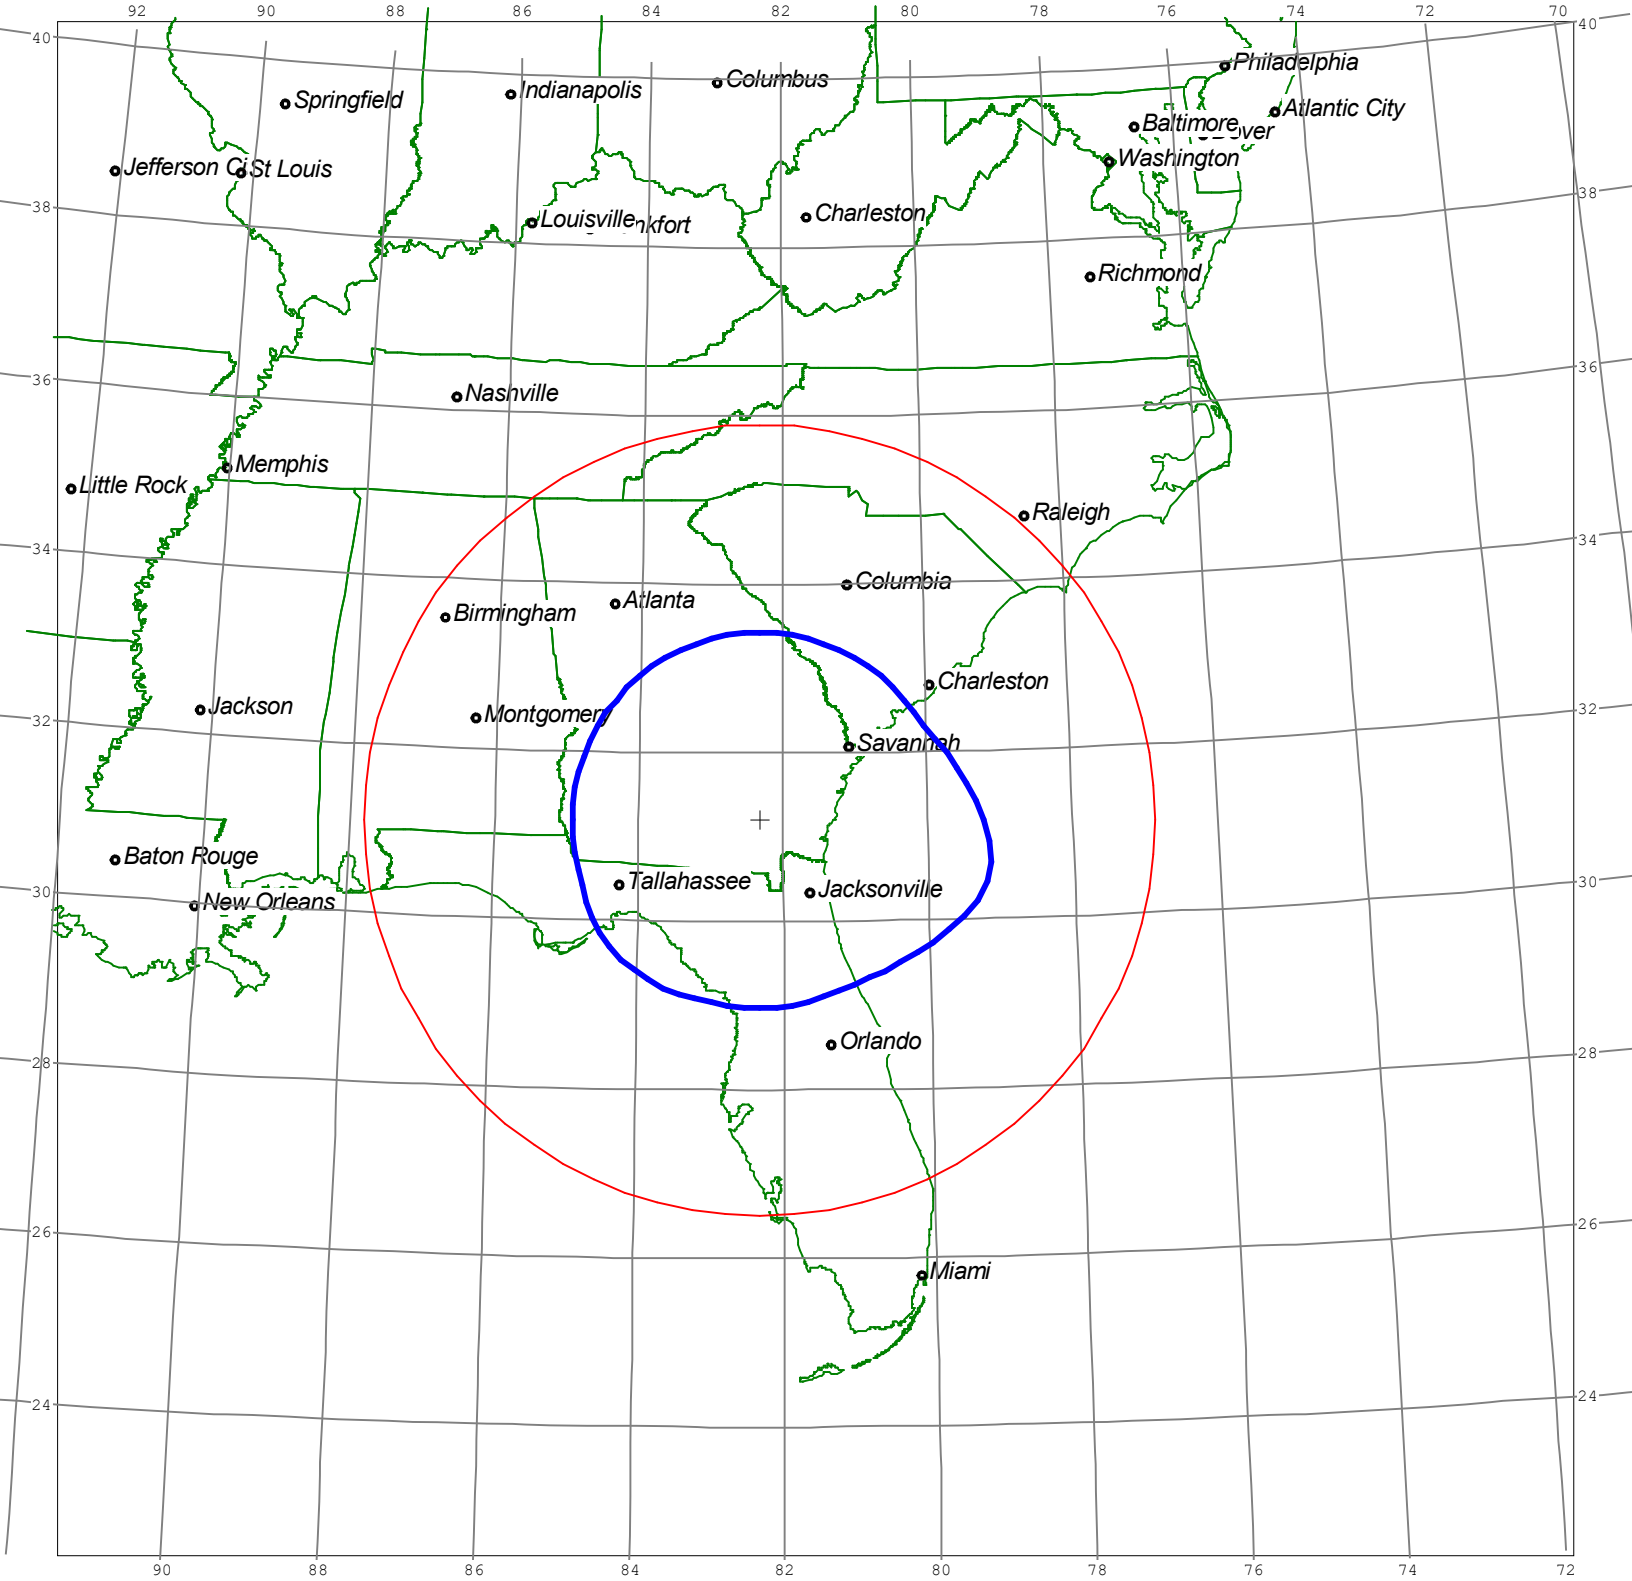 92 90 88 86 84 82 80 78 76 74 72 70
40 40
Philadelphia
Columbus
Indianapolis
Springfield
Atlantic City
Baltimore
Washington
Jefferson Ci
St Louis
38 38
Charleston
Louisville
nkfort
Richmond
36 36
Nashville
Memphis
Little Rock
Raleigh
34 34
Columbia
Atlanta
Birmingham
Charleston
Jackson
Montgomery
32 32
Savannah
Baton Rouge
Tallahassee
Jacksonville
30 30
New Orleans
Orlando
28 28
26 26
Miami
24 24
90 88 86 84 82 80 78 76 74 72